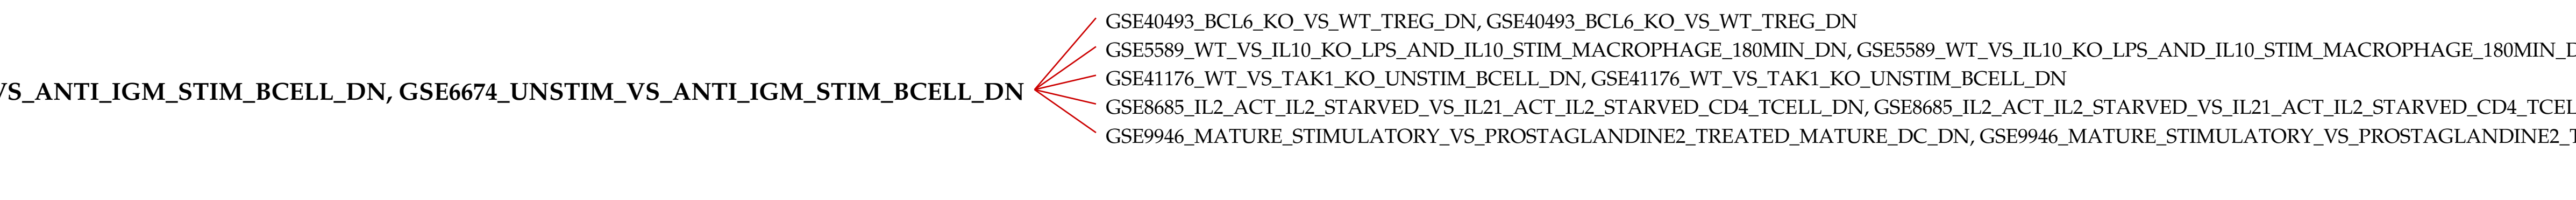 GSE40493_BCL6_KO_VS_WT_TREG_DN, GSE40493_BCL6_KO_VS_WT_TREG_DN
GSE5589_WT_VS_IL10_KO_LPS_AND_IL10_STIM_MACROPHAGE_180MIN_DN, GSE5589_WT_VS_IL10_KO_LPS_AND_IL10_STIM_MACROPHAGE_180MIN_D
GSE41176_WT_VS_TAK1_KO_UNSTIM_BCELL_DN, GSE41176_WT_VS_TAK1_KO_UNSTIM_BCELL_DN
VS_ANTI_IGM_STIM_BCELL_DN, GSE6674_UNSTIM_VS_ANTI_IGM_STIM_BCELL_DN
GSE8685_IL2_ACT_IL2_STARVED_VS_IL21_ACT_IL2_STARVED_CD4_TCELL_DN, GSE8685_IL2_ACT_IL2_STARVED_VS_IL21_ACT_IL2_STARVED_CD4_TCEL
GSE9946_MATURE_STIMULATORY_VS_PROSTAGLANDINE2_TREATED_MATURE_DC_DN, GSE9946_MATURE_STIMULATORY_VS_PROSTAGLANDINE2_T